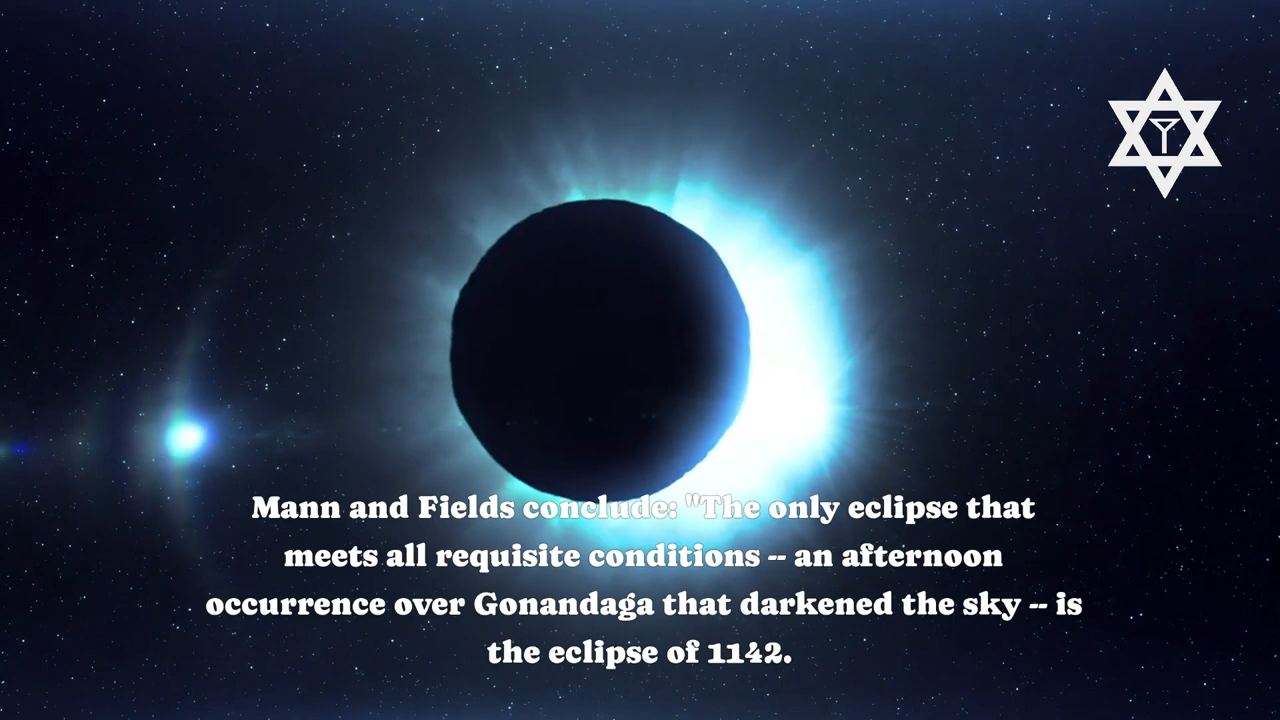 Mann and Fields conclude: "The only eclipse that
meets all requisite conditions -- an afternoon
occurrence over Gonandaga that darkened the sky -- is
the eclipse of 1142.